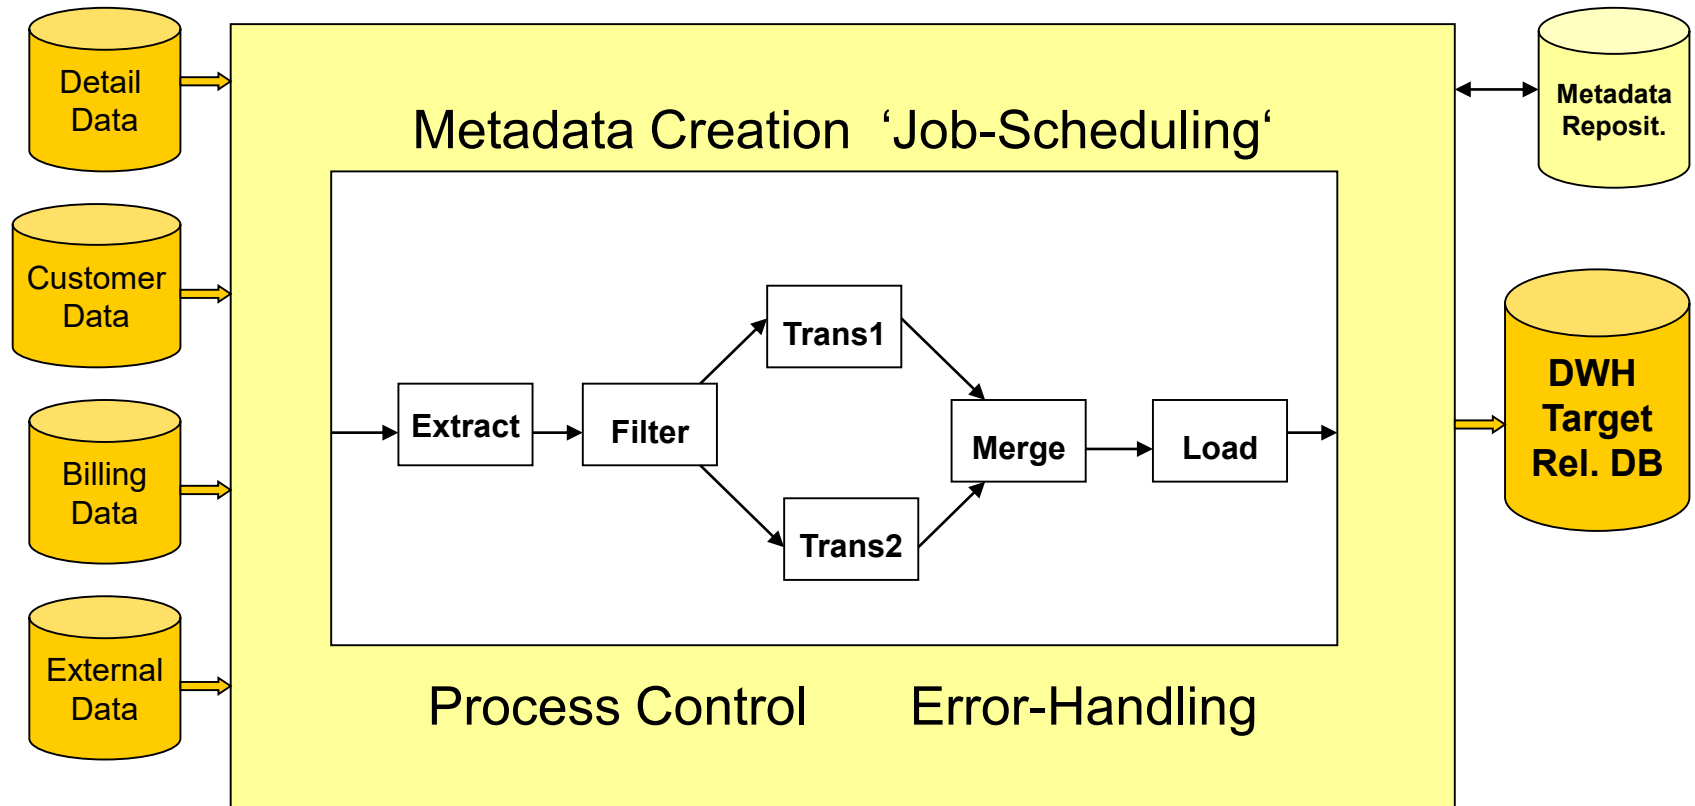 Detail
Data
Customer
Data
Billing
Data
External
Data
Metadata Creation ‘Job-Scheduling‘
Extract
Filter
Trans1
Trans2
Merge
Load
Process Control Error-Handling
Metadata
Reposit.
DWH
Target
Rel. DB